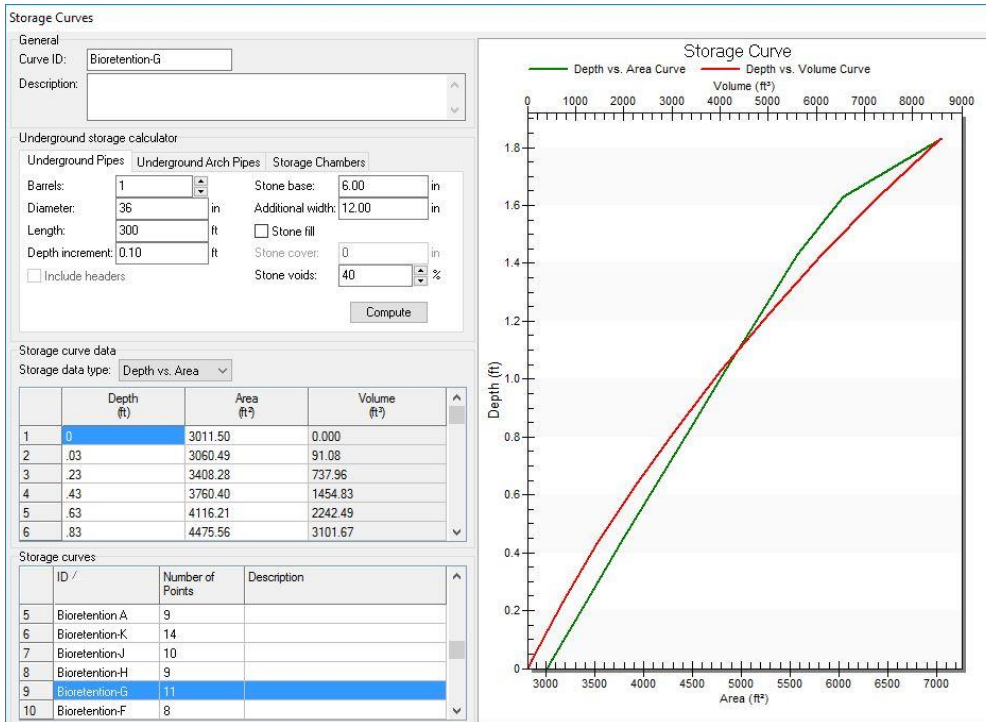 Storage Curves
General
Curve ID: Bioretention-G
Description:
Underground storage calculator
Underground Pipes Underground Arch Pipes Storage Chambers
Barrels: 1 Stone base: 6.00 in
Diameter: 36 in Additional width: 12.00 in
Length: 300 ft Stone fill
Depth increment: 0.10 ft Stone cover: 0 in
Include headers Stone voids: 40 %
Compute
Storage curve data
Storage data type: Depth vs. Area
Depth Area Volume
(ft) (ft²) (ft³)
1 0 3011.50 0.000
2 .03 3060.49 91.08
3 .23 3408.28 737.96
4 .43 3760.40 1454.83
5 .63 4116.21 2242.49
6 .83 4475.56 3101.67
Storage curves
ID / Number of Description
Points
5 Bioretention A 9
6 Bioretention-K 14
7 Bioretention-J 10
8 Bioretention-H 9
9 Bioretention-G 11
10 Bioretention-F 8
Storage Curve
Depth vs. Area Curve Depth vs. Volume Curve
Volume (ft³)
0 1000 2000 3000 4000 5000 6000 7000 8000 9000
1.8
1.6
1.4
1.2
1.0
0.8
0.6
0.4
0.2
0
Depth (ft)
3000 3500 4000 4500 5000 5500 6000 6500 7000
Area (ft²)